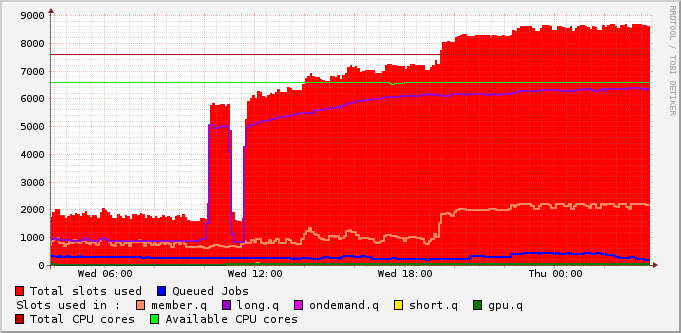 RRDTOOL / TOBI OETIKER
9000
8000
7000
6000
5000
4000
3000
2000
1000
0
Wed 06:00 Wed 12:00 Wed 18:00 Thu 00:00
Total slots used Queued Jobs
Slots used in : member.q long.q ondemand.q short.q gpu.q
Total CPU cores Available CPU cores